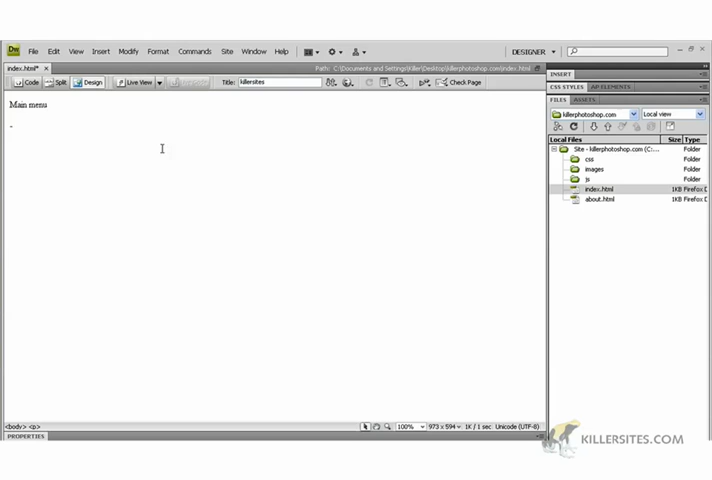 Dw File Edit View Insert Modify Format Commands Site Window Help DESIGNER
index.html* Path: C:\Documents and Settings\Killer\Desktop\killerphotoshop.com\index.html
Code Split Design Live View Title: killersites Check Page
Main menu
-
INSERT
CSS STYLES AP ELEMENTS
FILES ASSETS
killerphotoshop.com Local view
Local Files Size Type
Site - killerphotoshop.com (C:... Folder
css Folder
images Folder
js Folder
index.html 1KB Firefox D
about.html 1KB Firefox D
<body> <p> 100% 973 x 594 1K / 1 sec Unicode (UTF-8)
PROPERTIES
KILLERSITES.COM